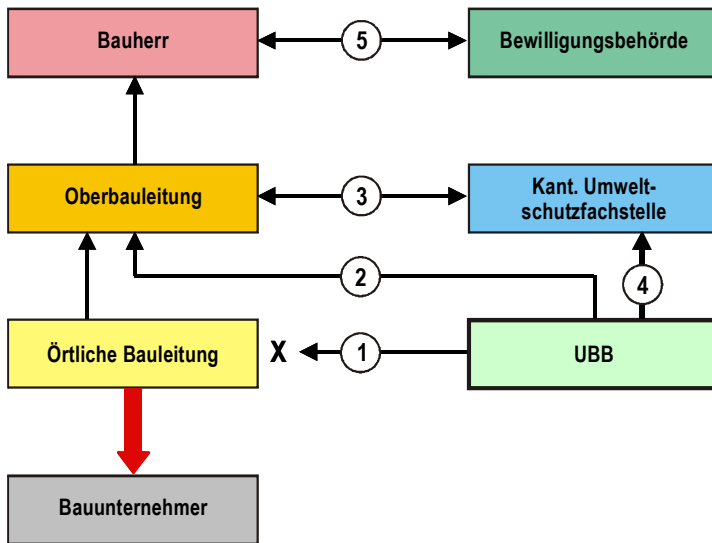 Bauherr
5
Bewilligungsbehörde
Oberbauleitung
3
Kant. Umwelt-
schutzfachstelle
2
4
Örtliche Bauleitung
X
1
UBB
Bauunternehmer